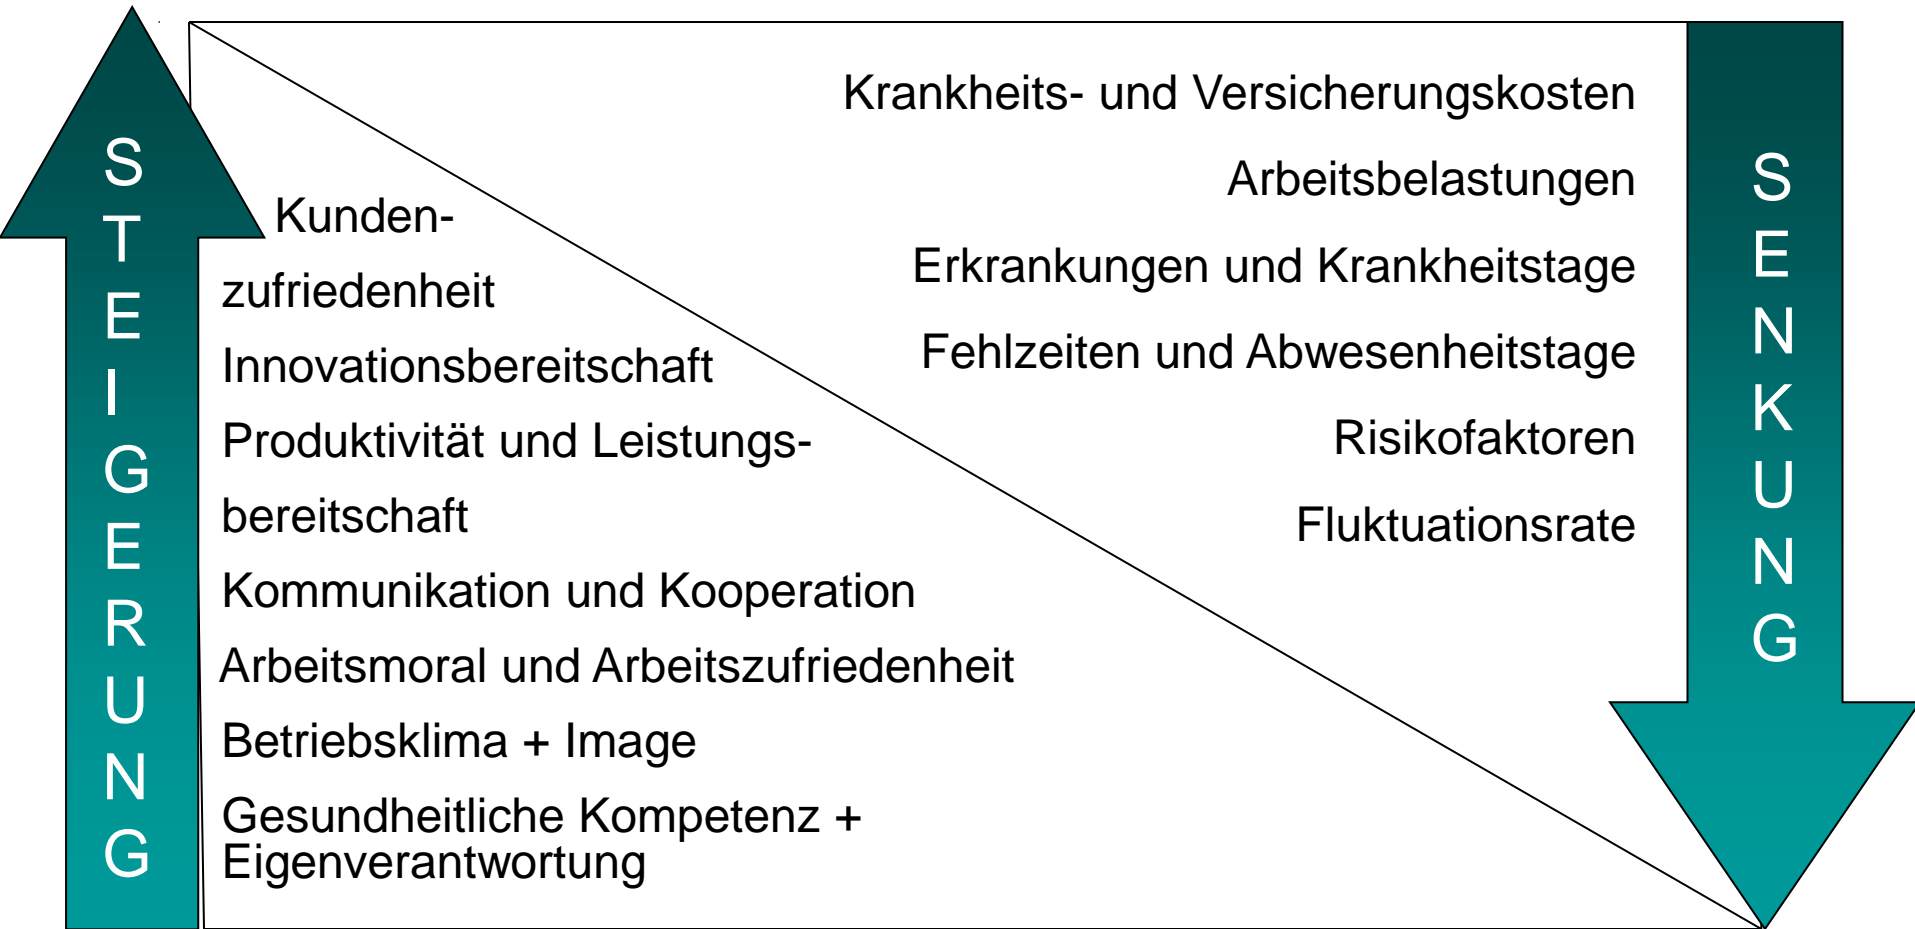 STEIGERUNG
Kunden-
zufriedenheit
Innovationsbereitschaft
Produktivität und Leistungs-
bereitschaft
Kommunikation und Kooperation
Arbeitsmoral und Arbeitszufriedenheit
Betriebsklima + Image
Gesundheitliche Kompetenz +
Eigenverantwortung
Krankheits- und Versicherungskosten
Arbeitsbelastungen
Erkrankungen und Krankheitstage
Fehlzeiten und Abwesenheitstage
Risikofaktoren
Fluktuationsrate
SENKUNG